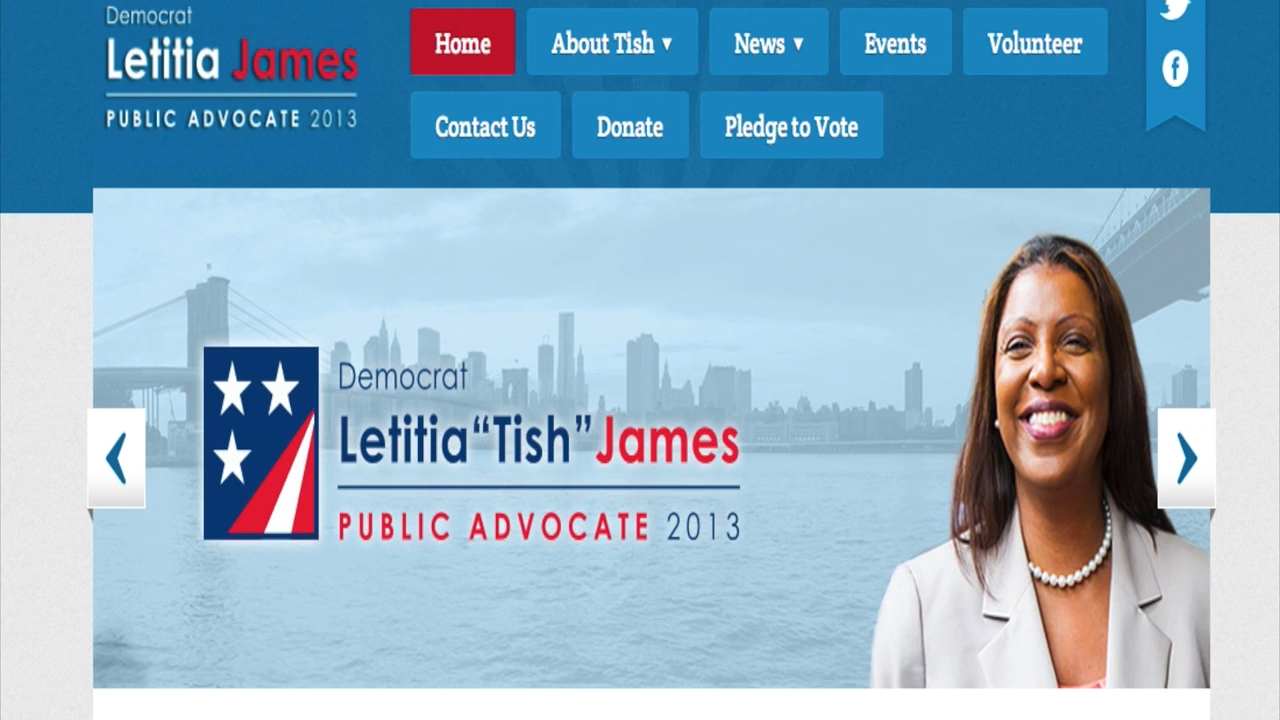 Democrat
Letitia James
PUBLIC ADVOCATE 2013
Home About Tish ▼ News ▼ Events Volunteer
Contact Us Donate Pledge to Vote
Democrat
Letitia “Tish” James
PUBLIC ADVOCATE 2013